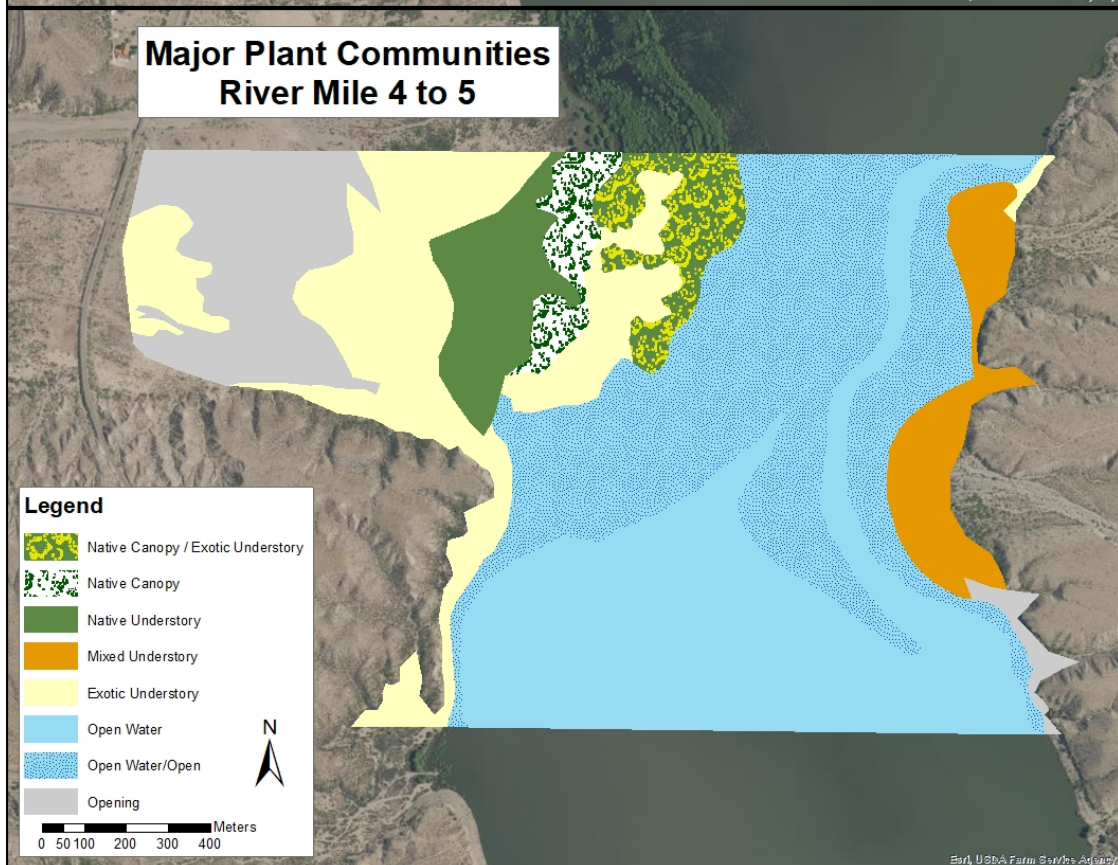 Major Plant Communities
River Mile 4 to 5
Legend
Native Canopy / Exotic Understory
Native Canopy
Native Understory
Mixed Understory
Exotic Understory
Open Water
Open Water/Open
Opening
N
Meters
0 50 100 200 300 400
Esri, USDA Farm Service Agency